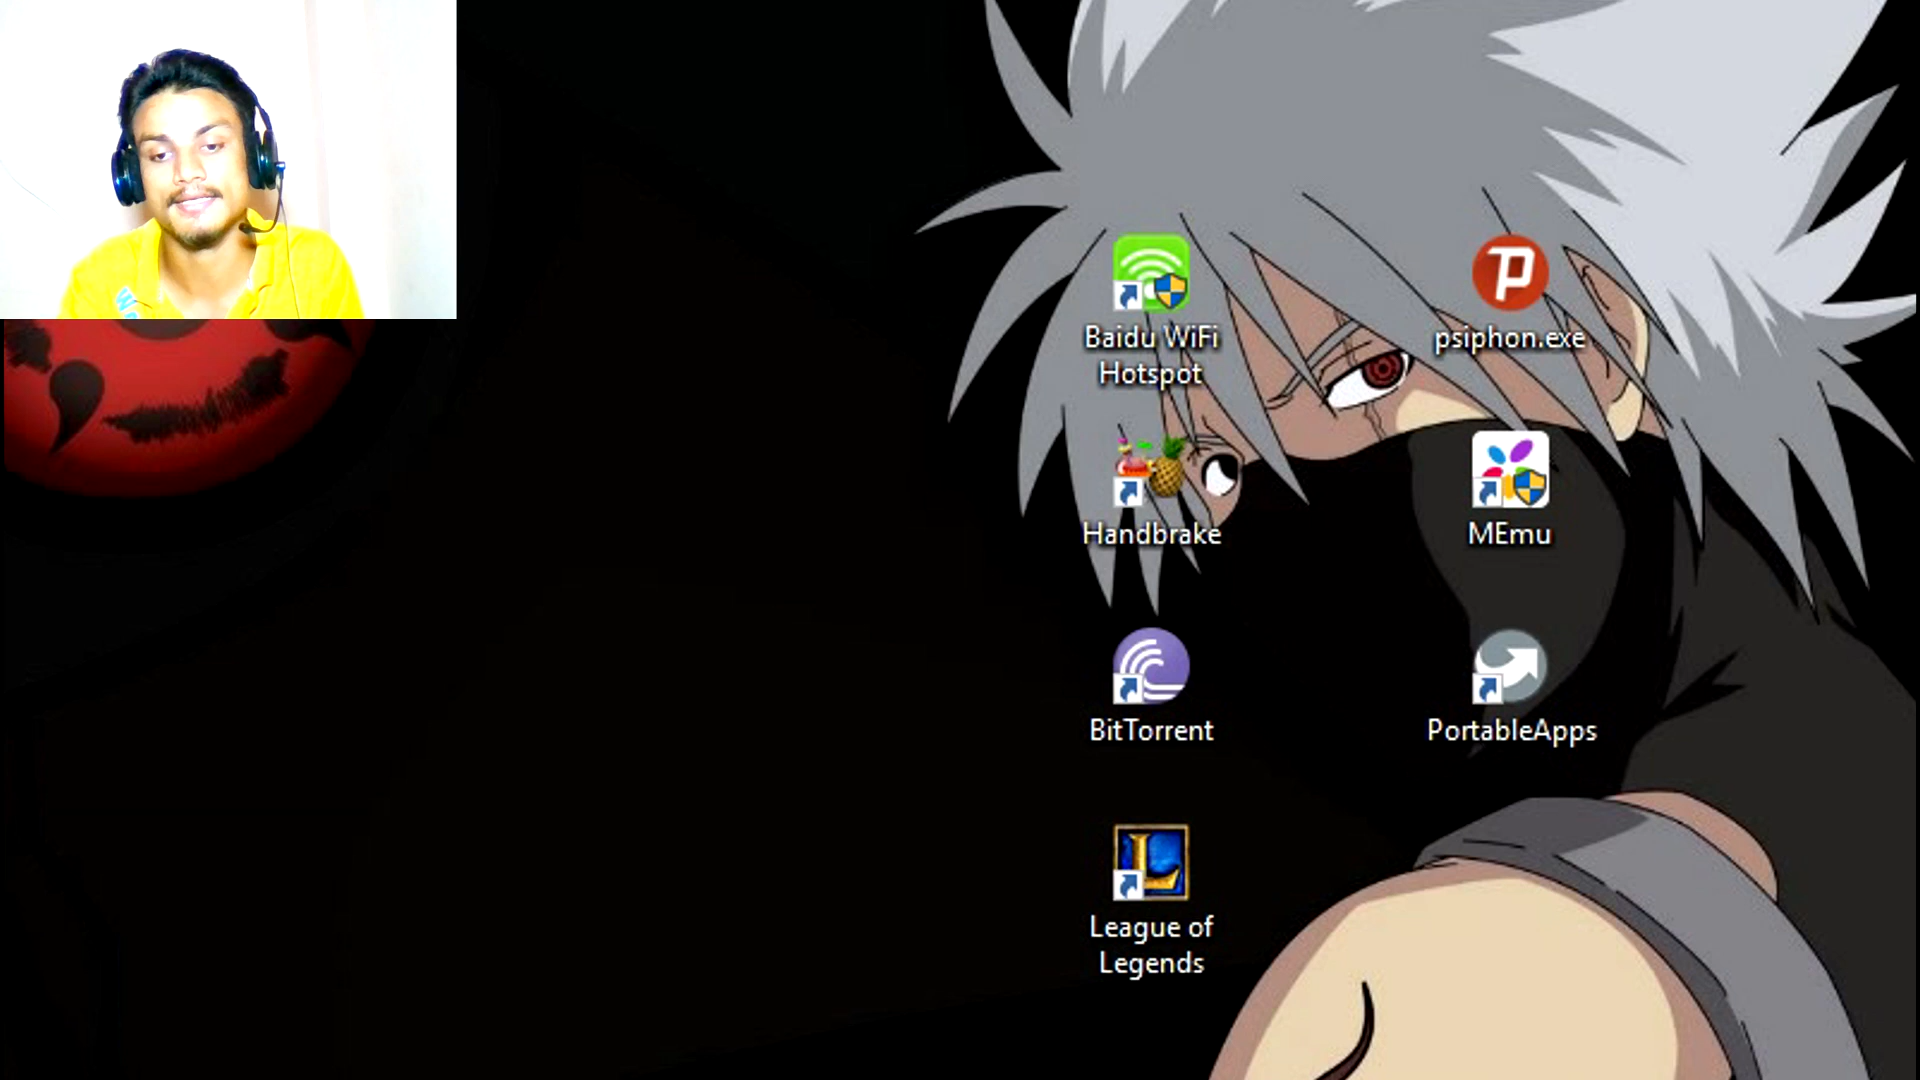 Baidu WiFi
Hotspot
psiphon.exe
Handbrake
MEmu
BitTorrent
PortableApps
League of
Legends